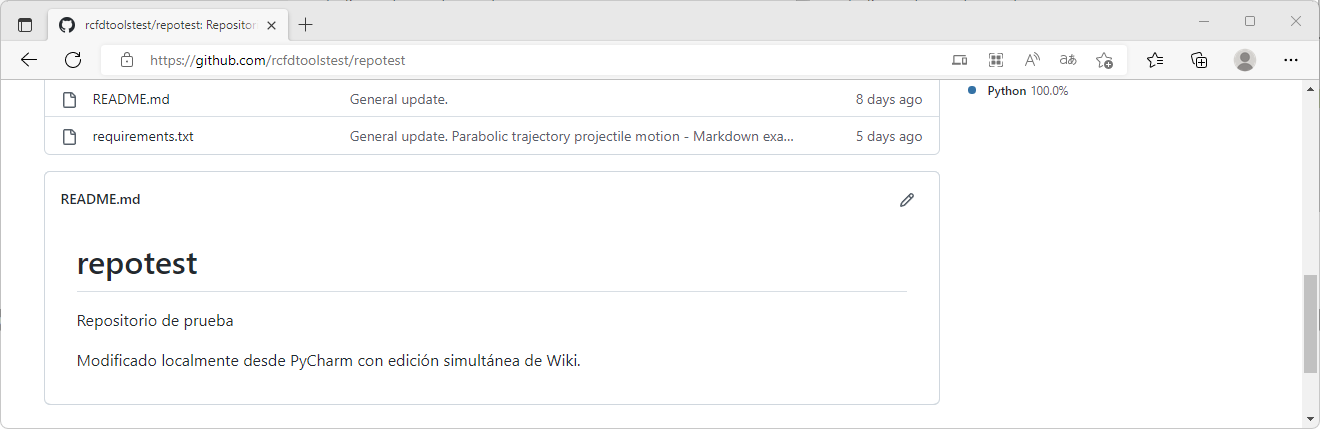 rcfdtoolstest/repotest: Repositor
https://github.com/rcfdtoolstest/repotest
README.md General update. 8 days ago
Python 100.0%
requirements.txt General update. Parabolic trajectory projectile motion - Markdown exa... 5 days ago
README.md
repotest
Repositorio de prueba
Modificado localmente desde PyCharm con edición simultánea de Wiki.